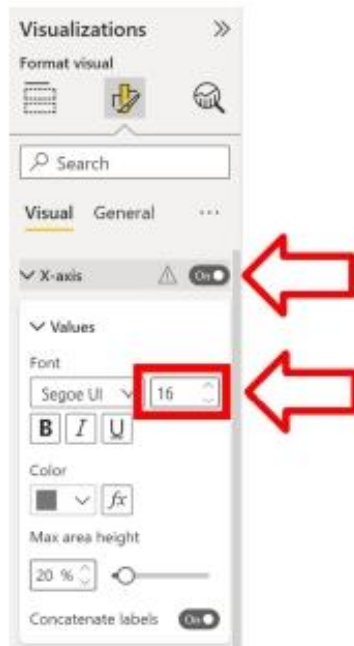 Visualizations »
Format visual
Search
Visual General ...
X-axis On
Values
Font
Segoe UI 16
B I U
Color
fx
Max area height
20 %
Concatenate labels On